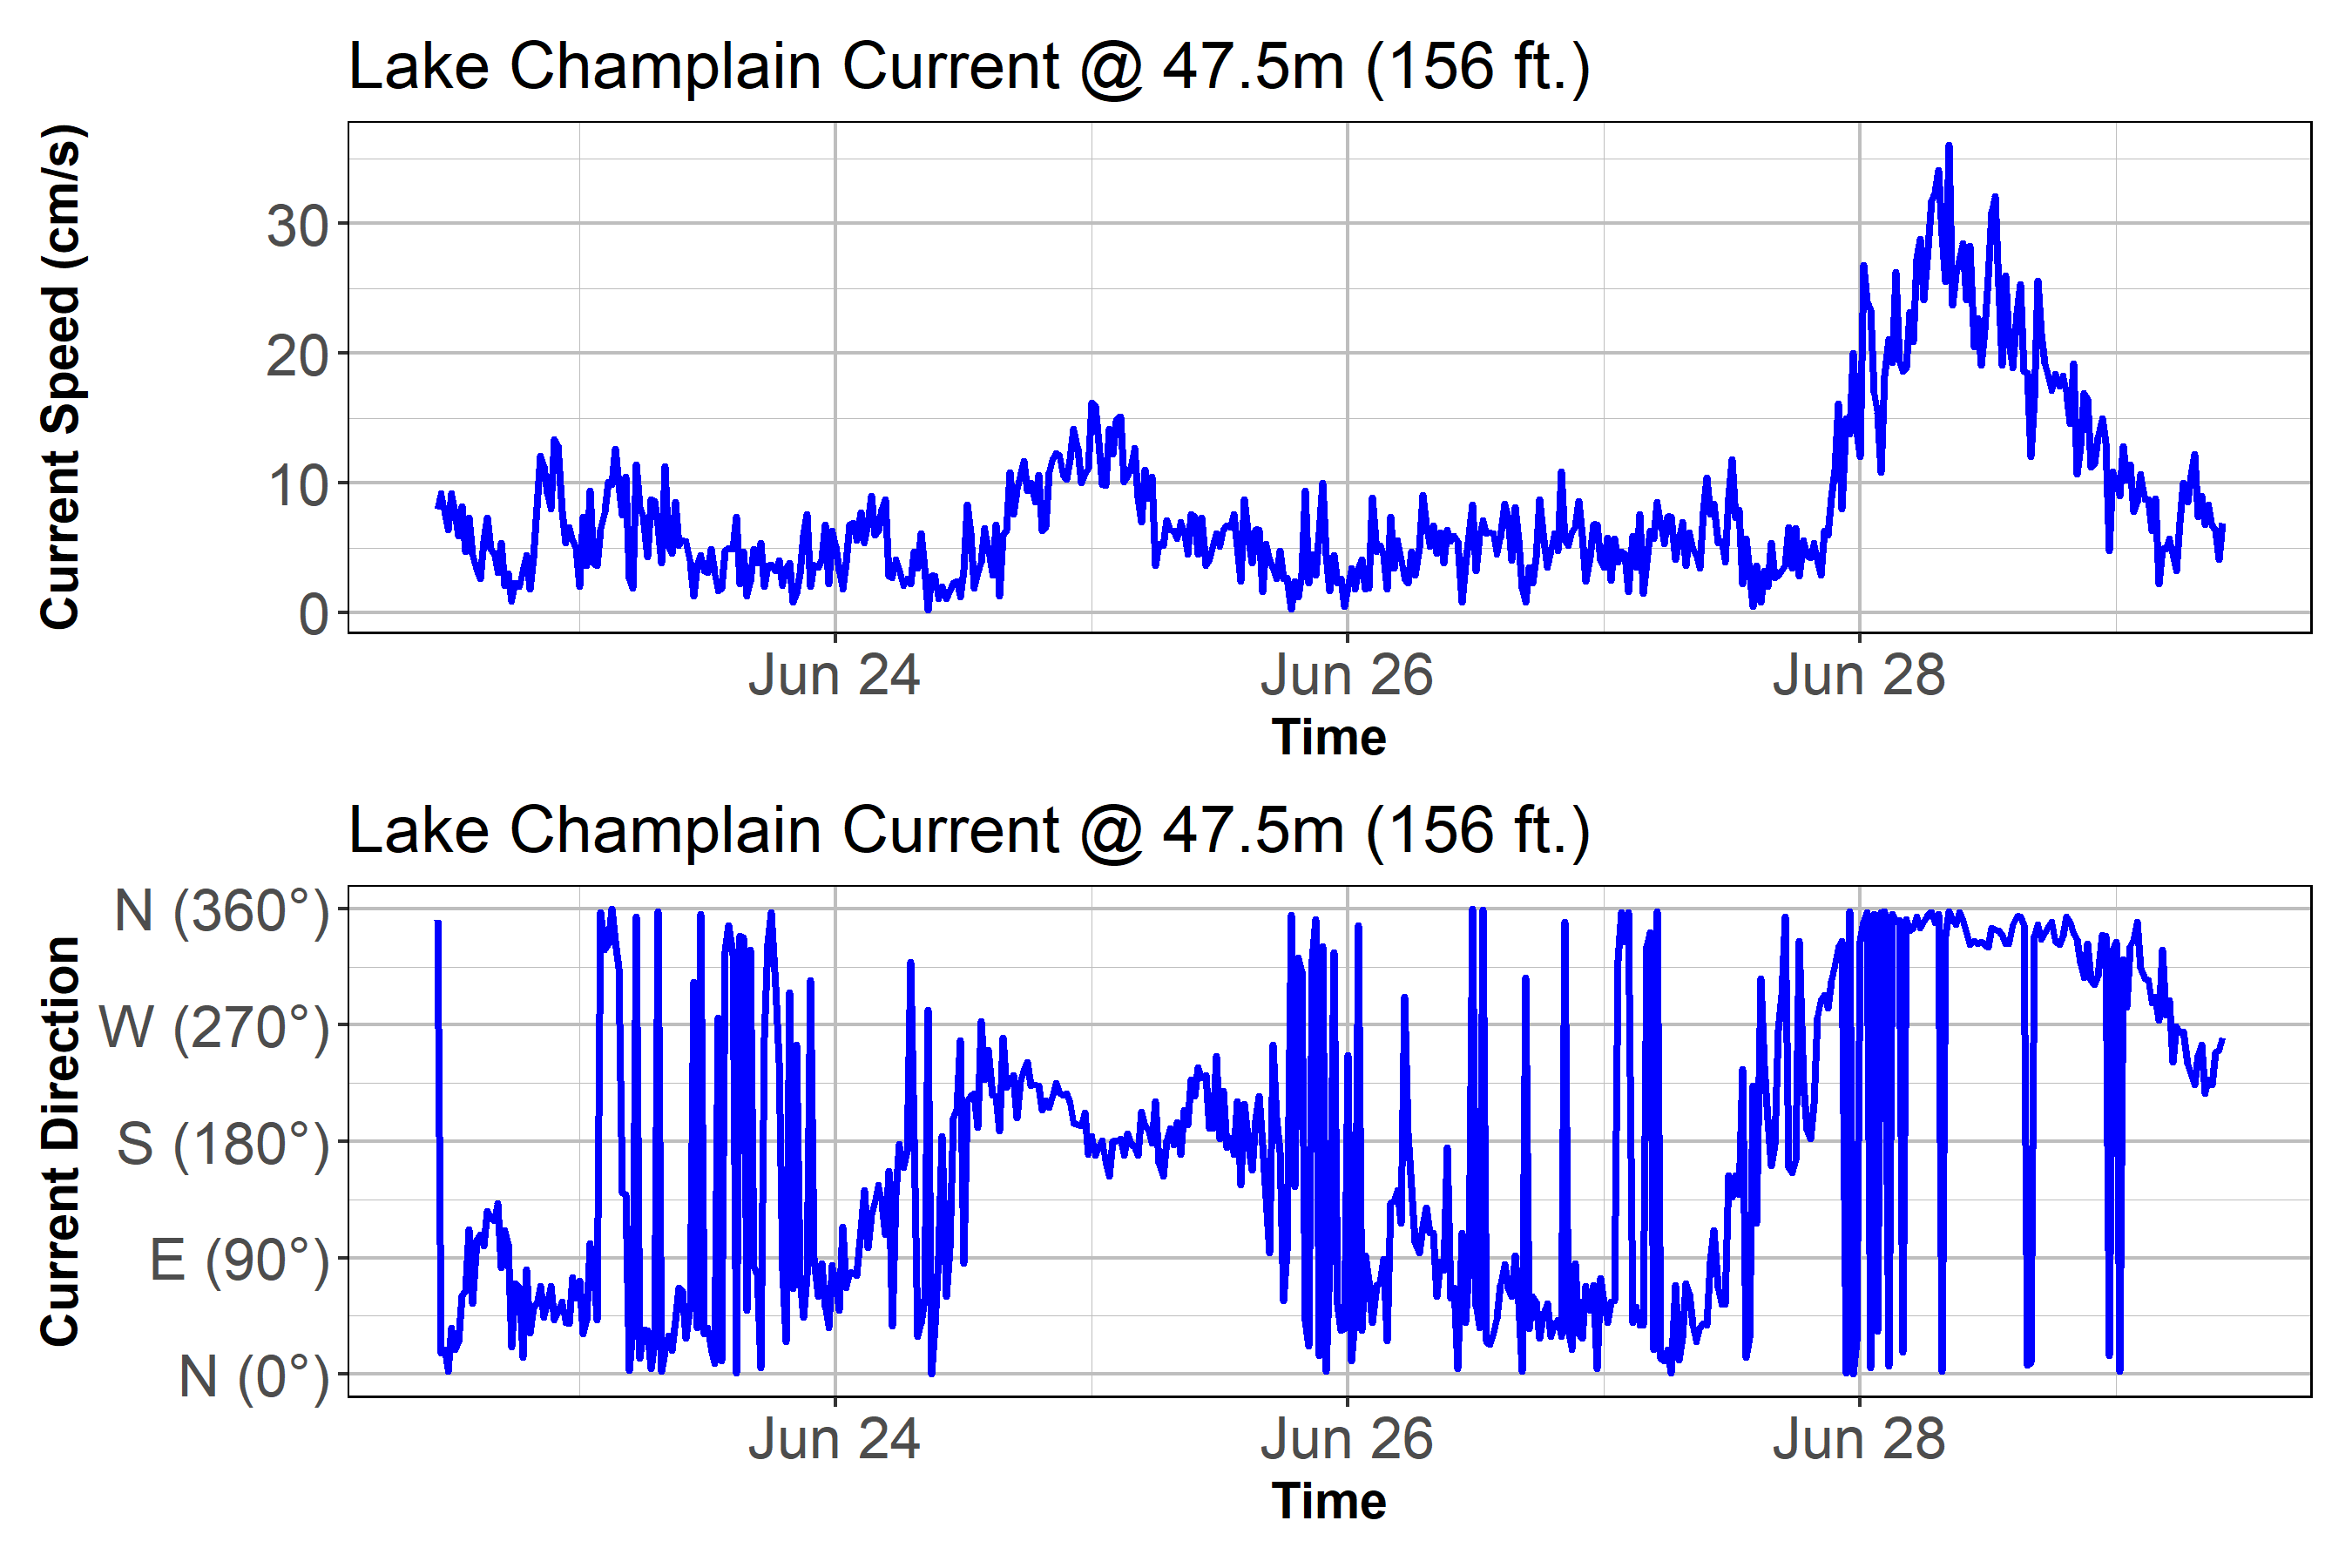 Lake Champlain Current @ 47.5m (156 ft.)
Current Speed (cm/s)
30
20
10
0
Jun 24
Jun 26
Jun 28
Time
Lake Champlain Current @ 47.5m (156 ft.)
Current Direction
N (360°)
W (270°)
S (180°)
E (90°)
N (0°)
Jun 24
Jun 26
Jun 28
Time